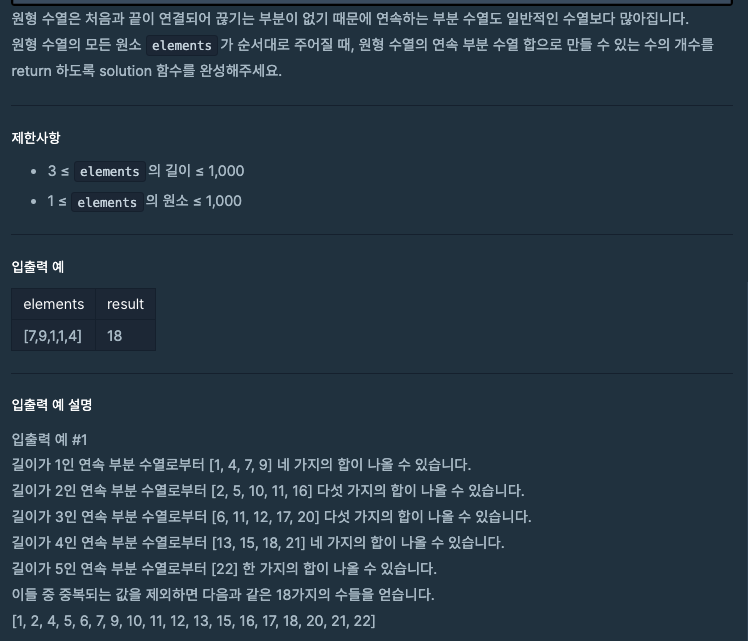 원형 수열은 처음과 끝이 연결되어 끊기는 부분이 없기 때문에 연속하는 부분 수열도 일반적인 수열보다 많아집니다.
원형 수열의 모든 원소 elements 가 순서대로 주어질 때, 원형 수열의 연속 부분 수열 합으로 만들 수 있는 수의 개수를
return 하도록 solution 함수를 완성해주세요.
제한사항
• 3 ≤ elements 의 길이 ≤ 1,000
• 1 ≤ elements 의 원소 ≤ 1,000
입출력 예
elements result
[7,9,1,1,4] 18
입출력 예 설명
입출력 예 #1
길이가 1인 연속 부분 수열로부터 [1, 4, 7, 9] 네 가지의 합이 나올 수 있습니다.
길이가 2인 연속 부분 수열로부터 [2, 5, 10, 11, 16] 다섯 가지의 합이 나올 수 있습니다.
길이가 3인 연속 부분 수열로부터 [6, 11, 12, 17, 20] 다섯 가지의 합이 나올 수 있습니다.
길이가 4인 연속 부분 수열로부터 [13, 15, 18, 21] 네 가지의 합이 나올 수 있습니다.
길이가 5인 연속 부분 수열로부터 [22] 한 가지의 합이 나올 수 있습니다.
이들 중 중복되는 값을 제외하면 다음과 같은 18가지의 수들을 얻습니다.
[1, 2, 4, 5, 6, 7, 9, 10, 11, 12, 13, 15, 16, 17, 18, 20, 21, 22]